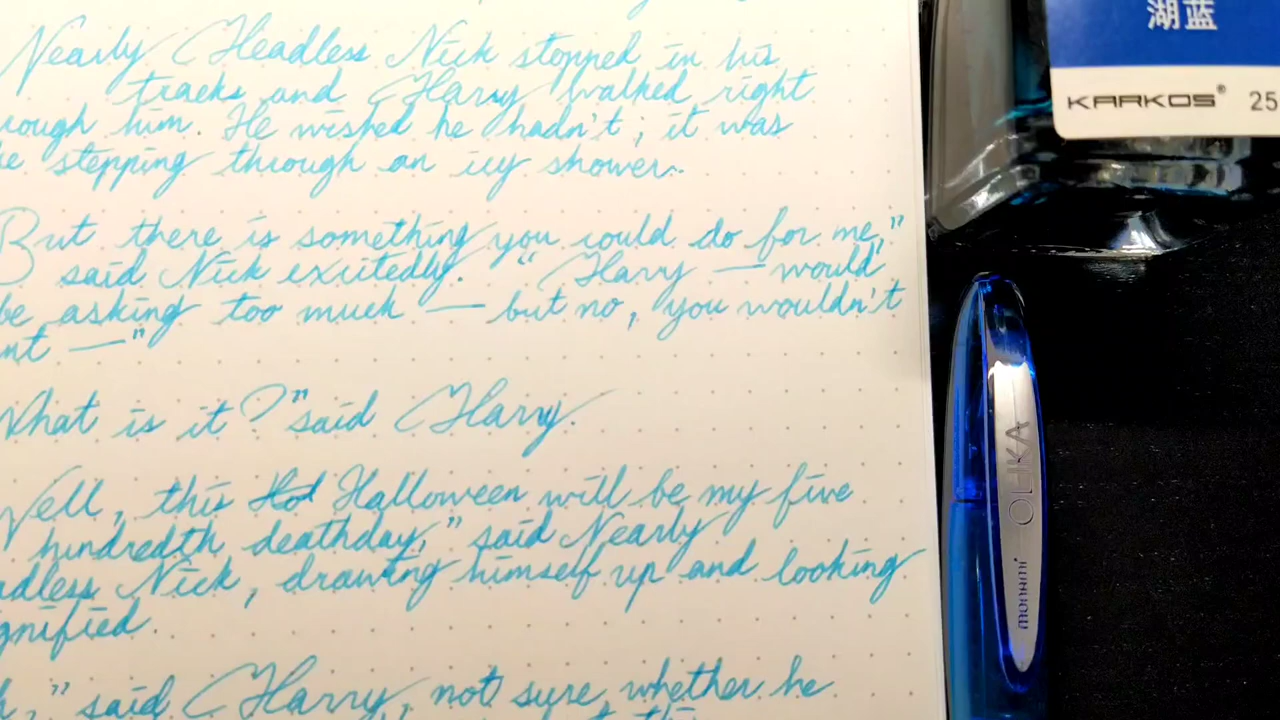 Nearly Headless Nick stopped in his
tracks and Harry walked right
rough him. He wished he hadn't; it was
ke stepping through an icy shower.
But there is something you could do for me,"
said Nick excitedly. "Harry — would
be asking too much — but no, you wouldn't
nt —"
What is it?" said Harry.
Well, this Hal Halloween will be my five
hundredth deathday," said Nearly
adless Nick, drawing himself up and looking
gnified.
h," said Harry, not sure whether he
湖蓝
KARKOS® 25
OLIKA
monami